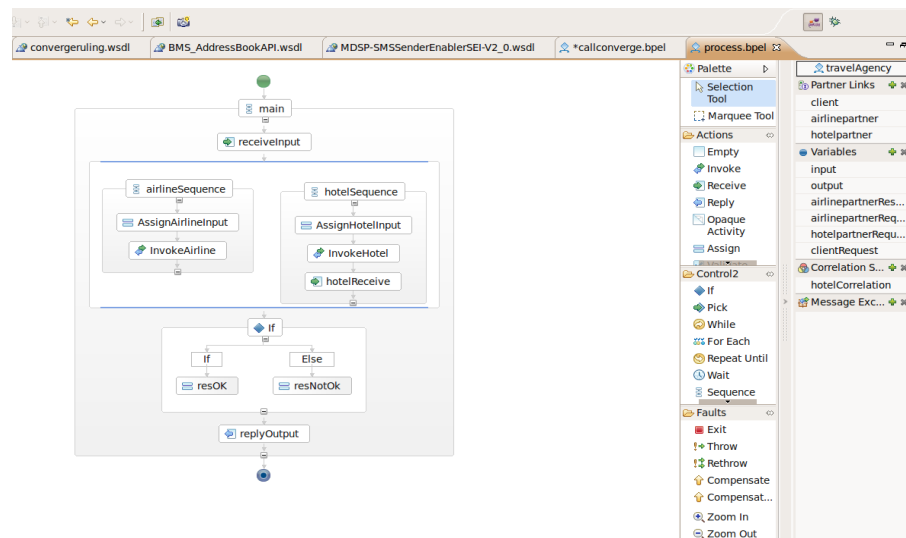 convergeruling.wsdl
BMS_AddressBookAPI.wsdl
MDSP-SMSSenderEnablerSEI-V2_0.wsdl
*callconverge.bpel
process.bpel
main
receiveInput
airlineSequence
AssignAirlineInput
InvokeAirline
hotelSequence
AssignHotelInput
InvokeHotel
hotelReceive
If
If
Else
resOK
resNotOk
replyOutput
Palette
Selection
Tool
Marquee Tool
Actions
Empty
Invoke
Receive
Reply
Opaque
Activity
Assign
Control2
If
Pick
While
For Each
Repeat Until
Wait
Sequence
Faults
Exit
Throw
Rethrow
Compensate
Compensat...
Zoom In
Zoom Out
travelAgency
Partner Links
client
airlinepartner
hotelpartner
Variables
input
output
airlinepartnerRes...
airlinepartnerReq...
hotelpartnerRequ...
clientRequest
Correlation S...
hotelCorrelation
Message Exc...